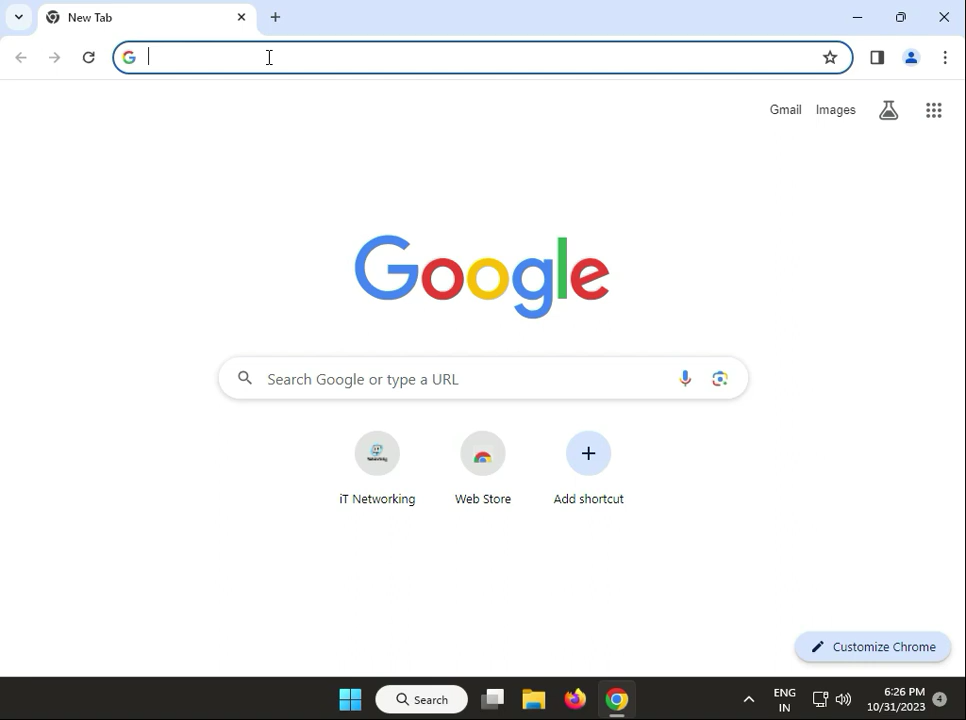 New Tab
Gmail
Images
Google
Search Google or type a URL
iT Networking
Web Store
Add shortcut
Customize Chrome
Search
ENG
IN
6:26 PM
10/31/2023
4